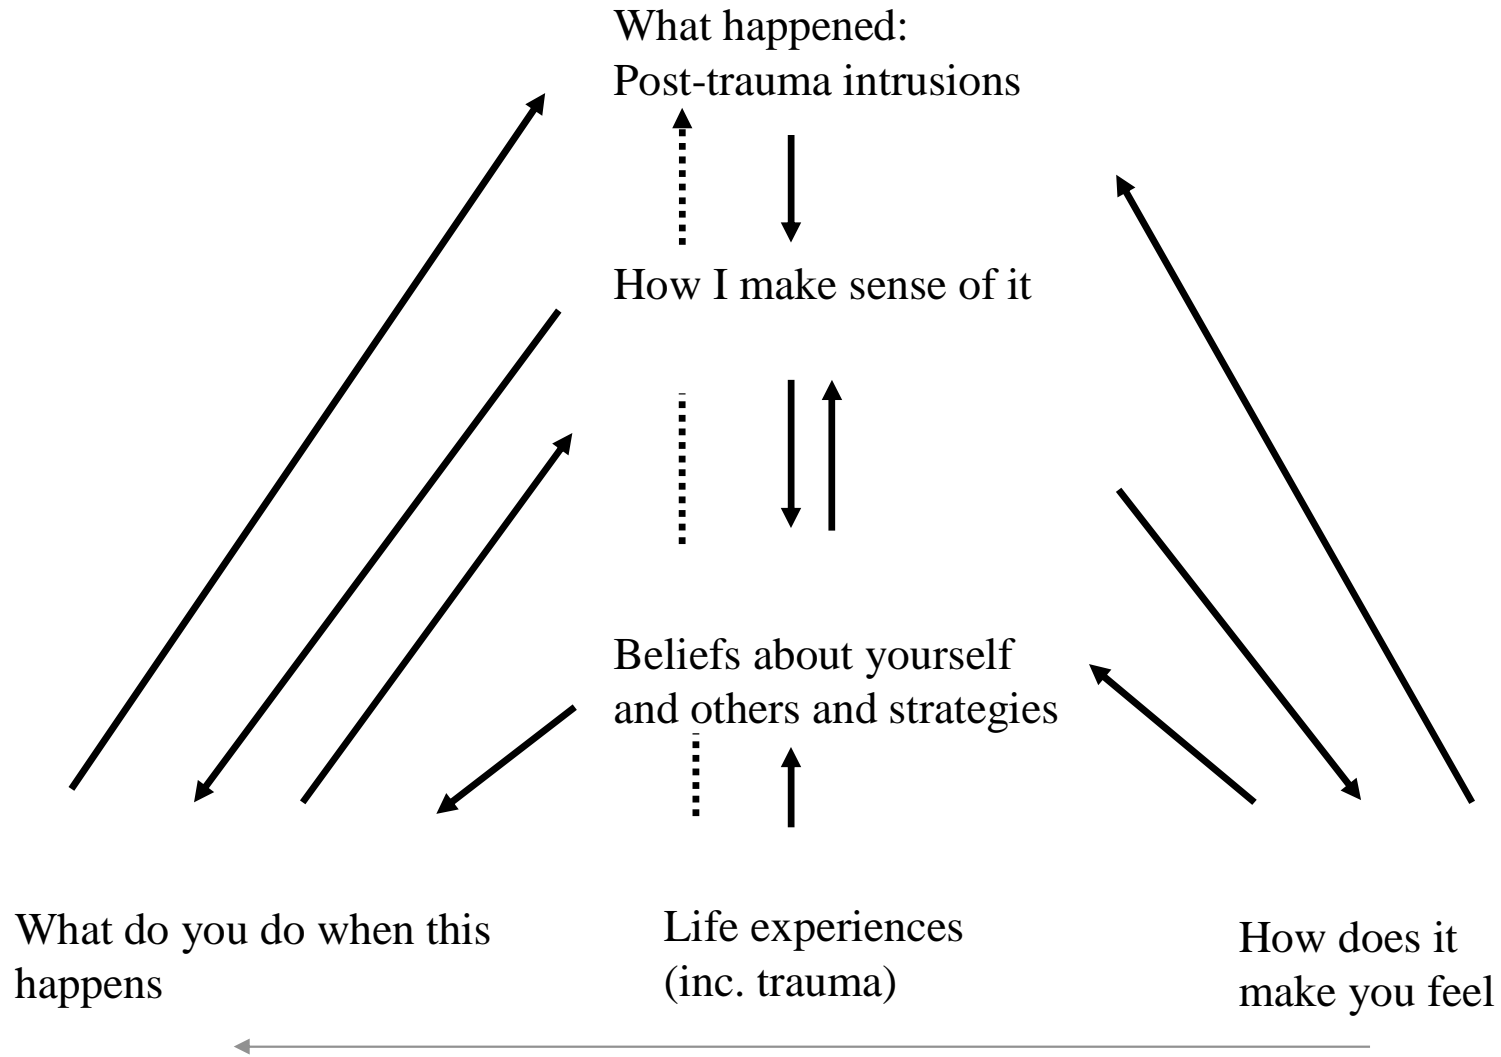 What happened:
Post-trauma intrusions
How I make sense of it
Beliefs about yourself
and others and strategies
What do you do when this
happens
Life experiences
(inc. trauma)
How does it
make you feel